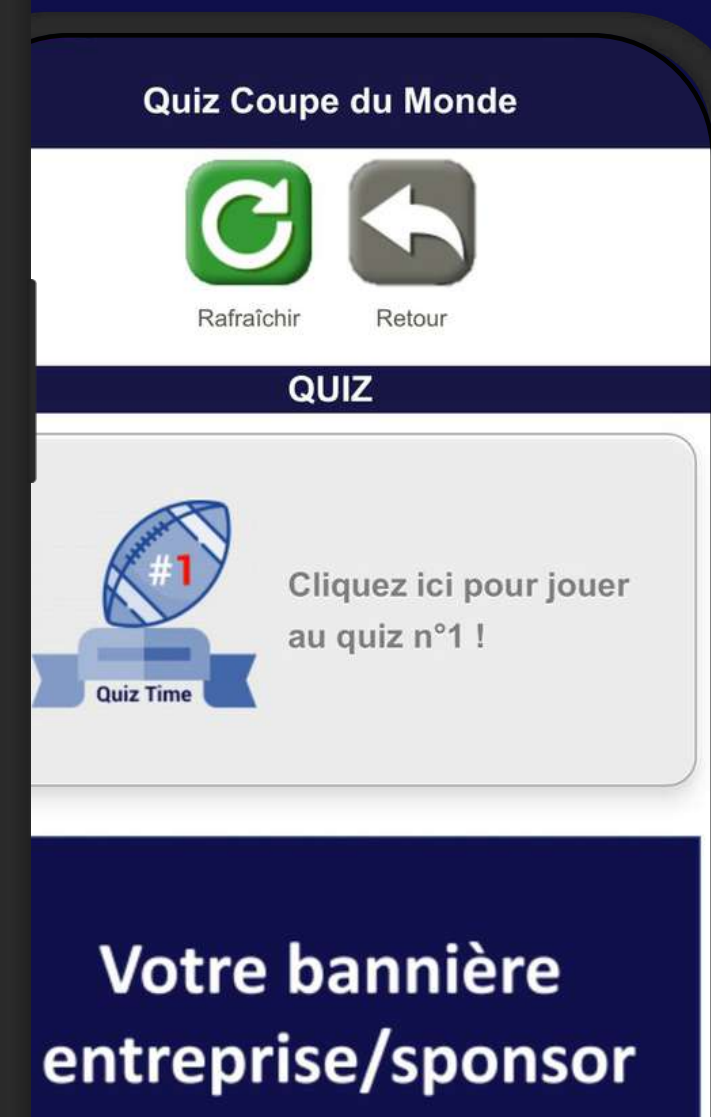 Quiz Coupe du Monde
Rafraîchir
Retour
QUIZ
#1
Quiz Time
Cliquez ici pour jouer
au quiz n°1 !
Votre bannière
entreprise/sponsor